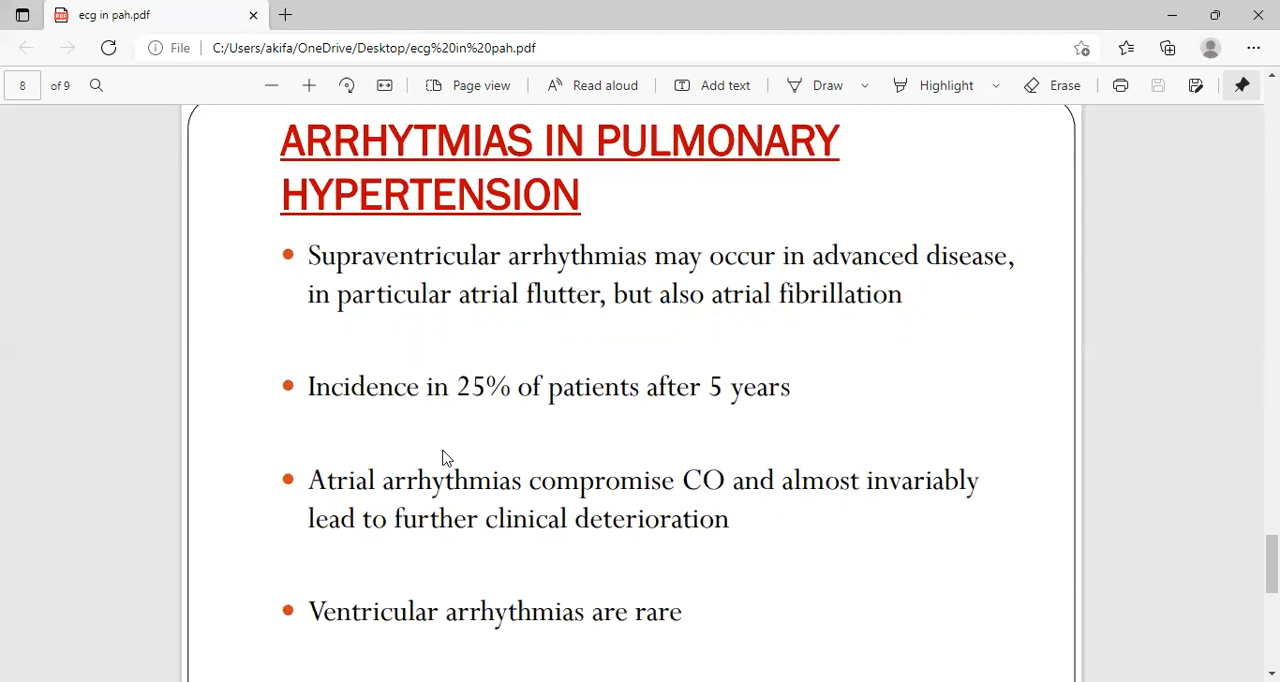 ecg in pah.pdf
File
C:/Users/akifa/OneDrive/Desktop/ecg%20in%20pah.pdf
8 of 9 Page view Read aloud Add text Draw Highlight Erase
ARRHYTMIAS IN PULMONARY
HYPERTENSION
• Supraventricular arrhythmias may occur in advanced disease,
in particular atrial flutter, but also atrial fibrillation
• Incidence in 25% of patients after 5 years
• Atrial arrhythmias compromise CO and almost invariably
lead to further clinical deterioration
• Ventricular arrhythmias are rare